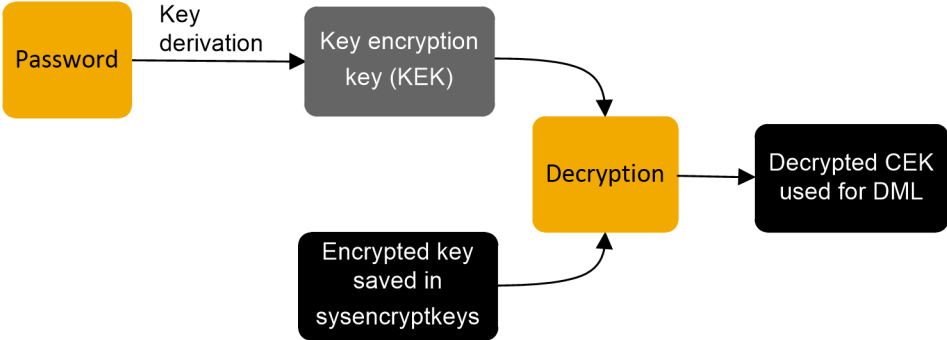 Password
Key
derivation
Key encryption
key (KEK)
Decryption
Decrypted CEK
used for DML
Encrypted key
saved in
sysencryptkeys